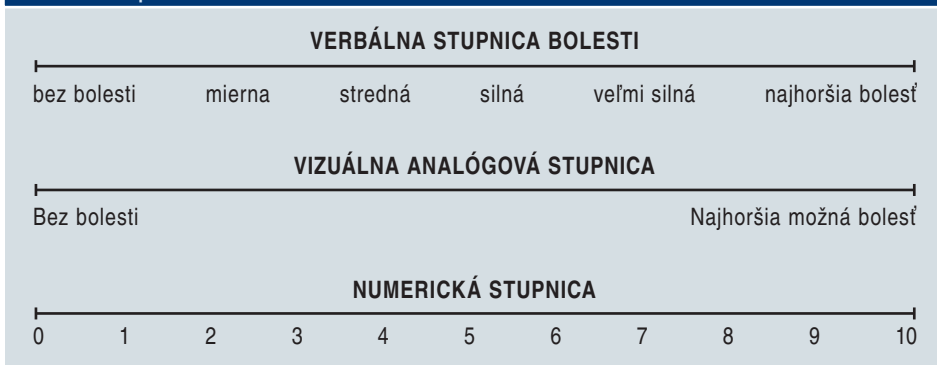 VERBÁLNA STUPNICA BOLESTI
bez bolesti mierna stredná silná veľmi silná najhoršia bolesť
VIZUÁLNA ANALÓGOVÁ STUPNICA
Bez bolesti Najhoršia možná bolesť
NUMERICKÁ STUPNICA
0 1 2 3 4 5 6 7 8 9 10